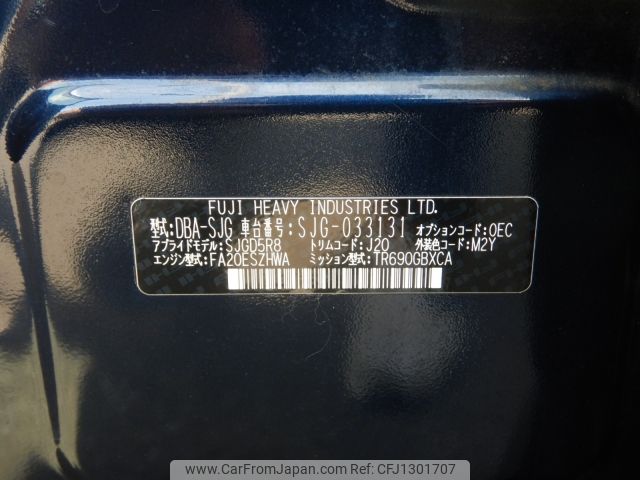 FUJI HEAVY INDUSTRIES LTD.
型式:DBA-SJG 車台番号:SJG-033131 オプションコード:OEC
アプライドモデル:SJGD5R8 トリムコード:J20 外装色コード:M2Y
エンジン型式:FA20ESZHWA ミッション型式:TR690GBXCA
www.CarFromJapan.com - CFJ1301707